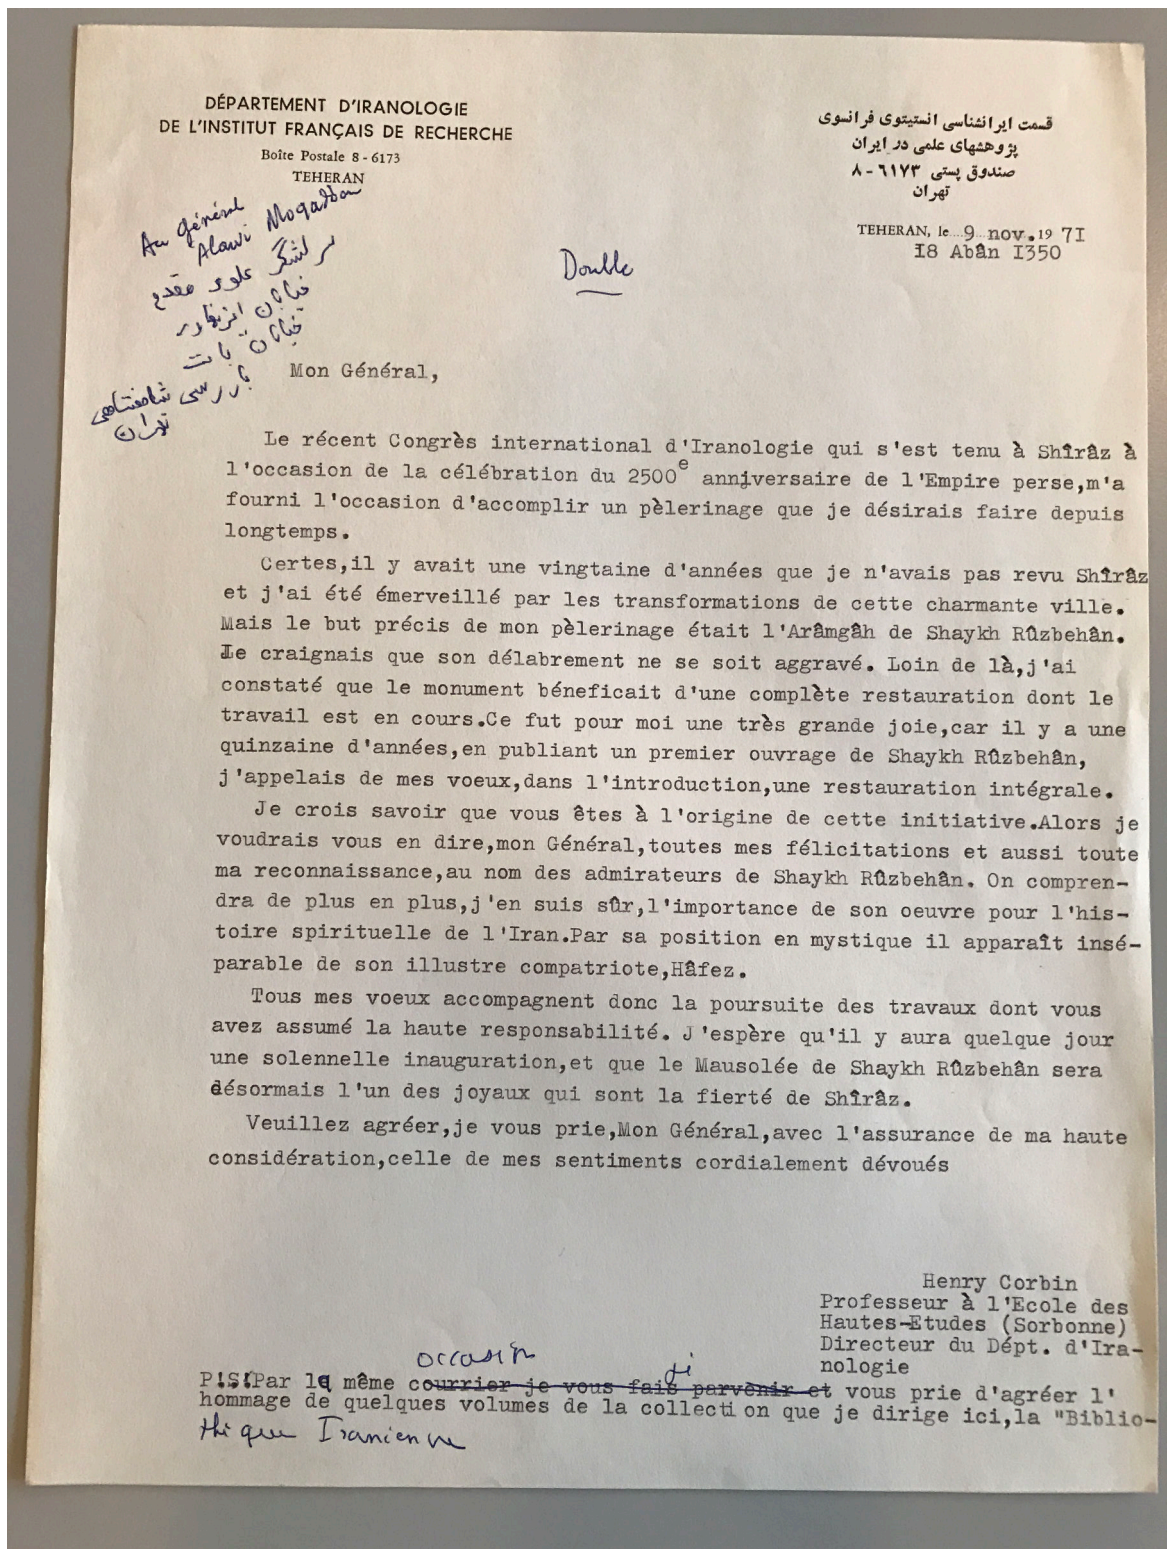 DÉPARTEMENT D'IRANOLOGIE
DE L'INSTITUT FRANÇAIS DE RECHERCHE
Boîte Postale 8 - 6173
TEHERAN
قسمت ایرانشناسی انستیتوی فرانسوی
پژوهشهای علمی در ایران
صندوق پستی ٦١٧٣ - ٨
تهران
TEHERAN, le 9 nov. 19 7I
I8 Abân I350
Au Général
'Alawi Moqaddam
سرلشگر علوی مقدم
خیابان
خیابان
بازرسی شاهنشاهی
تهران
Double
Mon Général,
Le récent Congrès international d'Iranologie qui s'est tenu à Shîrâz à
l'occasion de la célébration du 2500e anniversaire de l'Empire perse,m'a
fourni l'occasion d'accomplir un pèlerinage que je désirais faire depuis
longtemps.
Certes,il y avait une vingtaine d'années que je n'avais pas revu Shîrâz
et j'ai été émerveillé par les transformations de cette charmante ville.
Mais le but précis de mon pèlerinage était l'Arâmgâh de Shaykh Rûzbehân.
Je craignais que son délabrement ne se soit aggravé. Loin de là,j'ai
constaté que le monument béneficait d'une complète restauration dont le
travail est en cours.Ce fut pour moi une très grande joie,car il y a une
quinzaine d'années,en publiant un premier ouvrage de Shaykh Rûzbehân,
j'appelais de mes voeux,dans l'introduction,une restauration intégrale.
Je crois savoir que vous êtes à l'origine de cette initiative.Alors je
voudrais vous en dire,mon Général,toutes mes félicitations et aussi toute
ma reconnaissance,au nom des admirateurs de Shaykh Rûzbehân. On compren-
dra de plus en plus,j'en suis sûr,l'importance de son oeuvre pour l'his-
toire spirituelle de l'Iran.Par sa position en mystique il apparaît insé-
parable de son illustre compatriote,Hâfez.
Tous mes voeux accompagnent donc la poursuite des travaux dont vous
avez assumé la haute responsabilité. J'espère qu'il y aura quelque jour
une solennelle inauguration,et que le Mausolée de Shaykh Rûzbehân sera
désormais l'un des joyaux qui sont la fierté de Shîrâz.
Veuillez agréer,je vous prie,Mon Général,avec l'assurance de ma haute
considération,celle de mes sentiments cordialement dévoués
Henry Corbin
Professeur à l'Ecole des
Hautes-Etudes (Sorbonne)
Directeur du Dépt. d'Ira-
nologie
occasion je
P!S!Par la même courrier je vous fais parvenir et vous prie d'agréer l'
hommage de quelques volumes de la collection que je dirige ici,la "Biblio-
thèque Iranienne